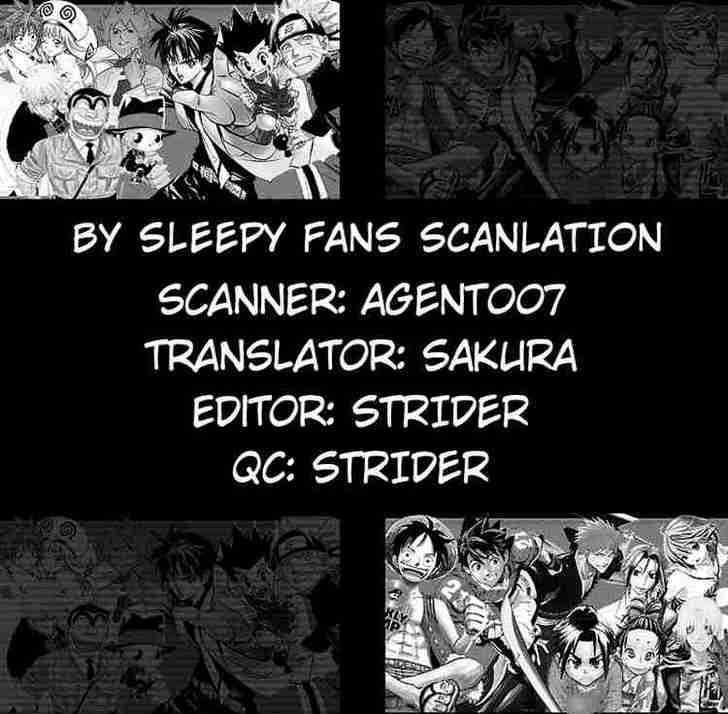 BY SLEEPY FANS SCANLATION
SCANNER: AGENT007
TRANSLATOR: SAKURA
EDITOR: STRIDER
QC: STRIDER